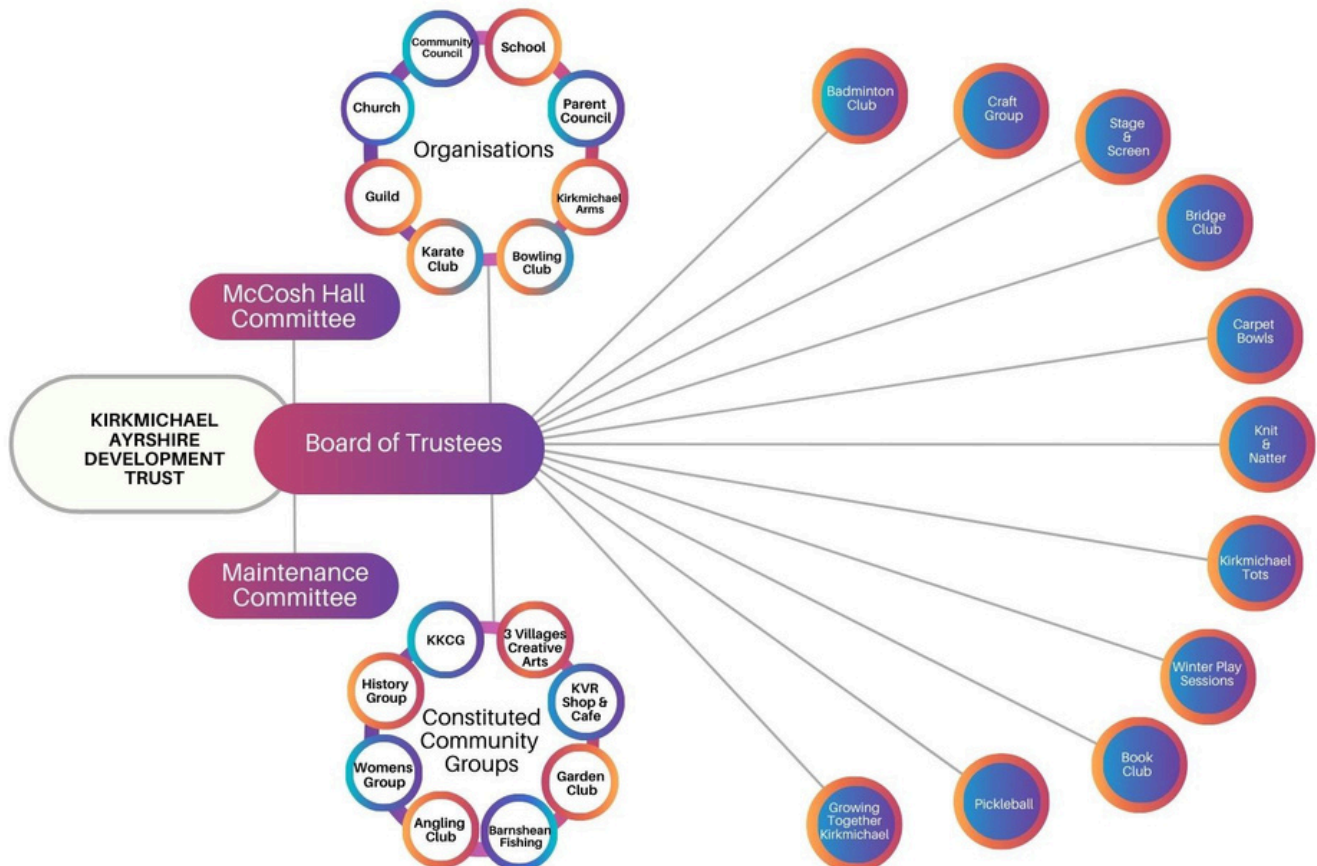 Community
Council
School
Church
Parent
Council
Organisations
Guild
Kirkmichael
Arms
Karate
Club
Bowling
Club
McCosh Hall
Committee
KIRKMICHAEL
AYRSHIRE
DEVELOPMENT
TRUST
Board of Trustees
Maintenance
Committee
KKCG
3 Villages
Creative
Arts
History
Group
KVR
Shop &
Cafe
Constituted
Community
Groups
Womens
Group
Garden
Club
Angling
Club
Barnshean
Fishing
Badminton
Club
Craft
Group
Stage
&
Screen
Bridge
Club
Carpet
Bowls
Knit
&
Natter
Kirkmichael
Tots
Winter Play
Sessions
Book
Club
Pickleball
Growing
Together
Kirkmichael